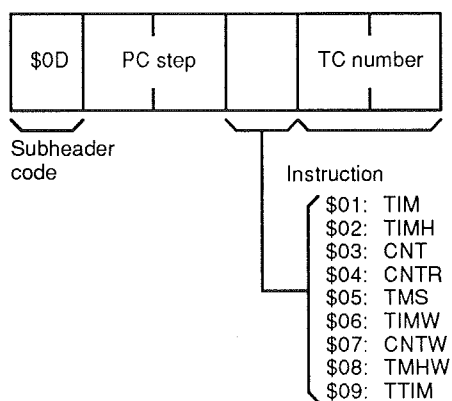 $0D PC step TC number
Subheader
code
Instruction
$01: TIM
$02: TIMH
$03: CNT
$04: CNTR
$05: TMS
$06: TIMW
$07: CNTW
$08: TMHW
$09: TTIM